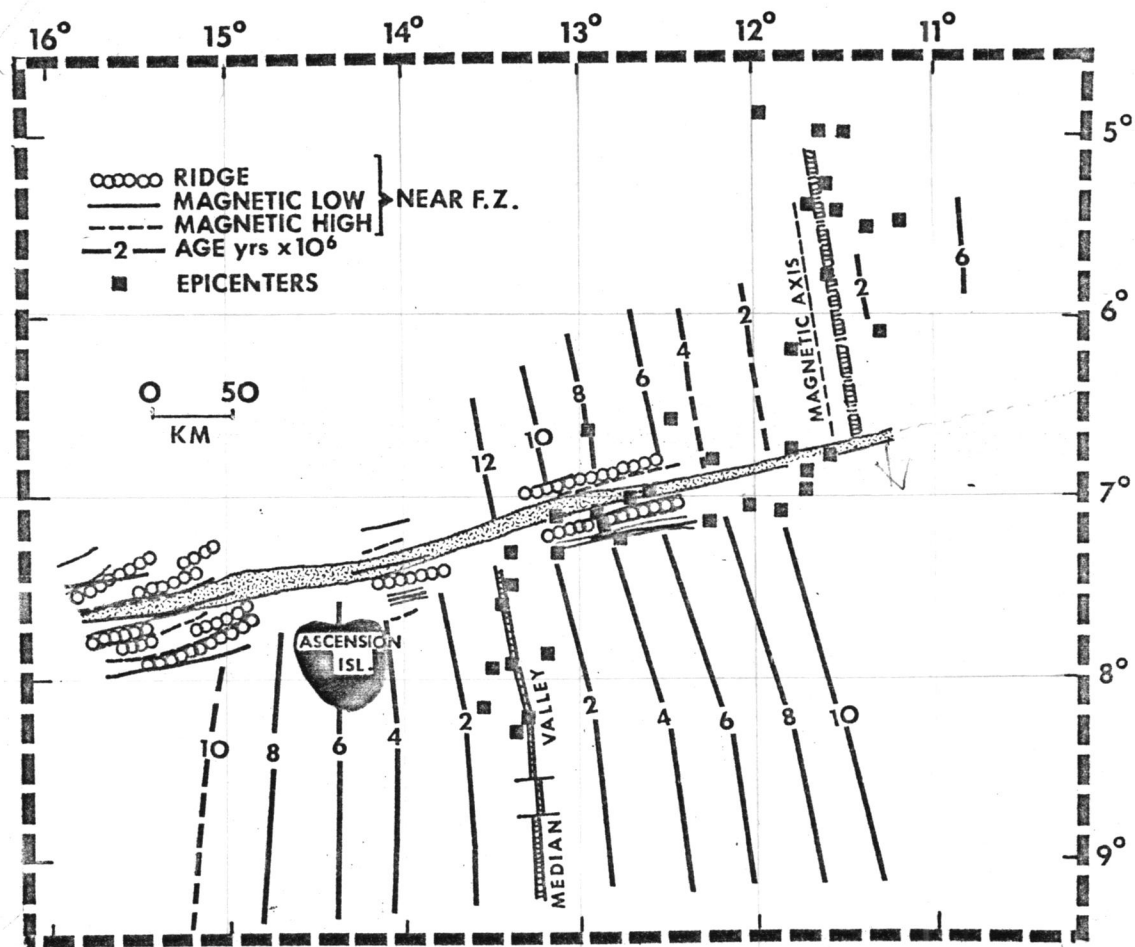 16° 15° 14° 13° 12° 11°
5°
RIDGE
MAGNETIC LOW
NEAR F.Z.
MAGNETIC HIGH
2 AGE yrs x10⁶
EPICENTERS
6
2
MAGNETIC AXIS
6°
2
4
6
8
10
12
0 50
KM
7°
ASCENSION
ISL.
8°
10 8 6 4 2
VALLEY
MEDIAN
2 4 6 8 10
9°